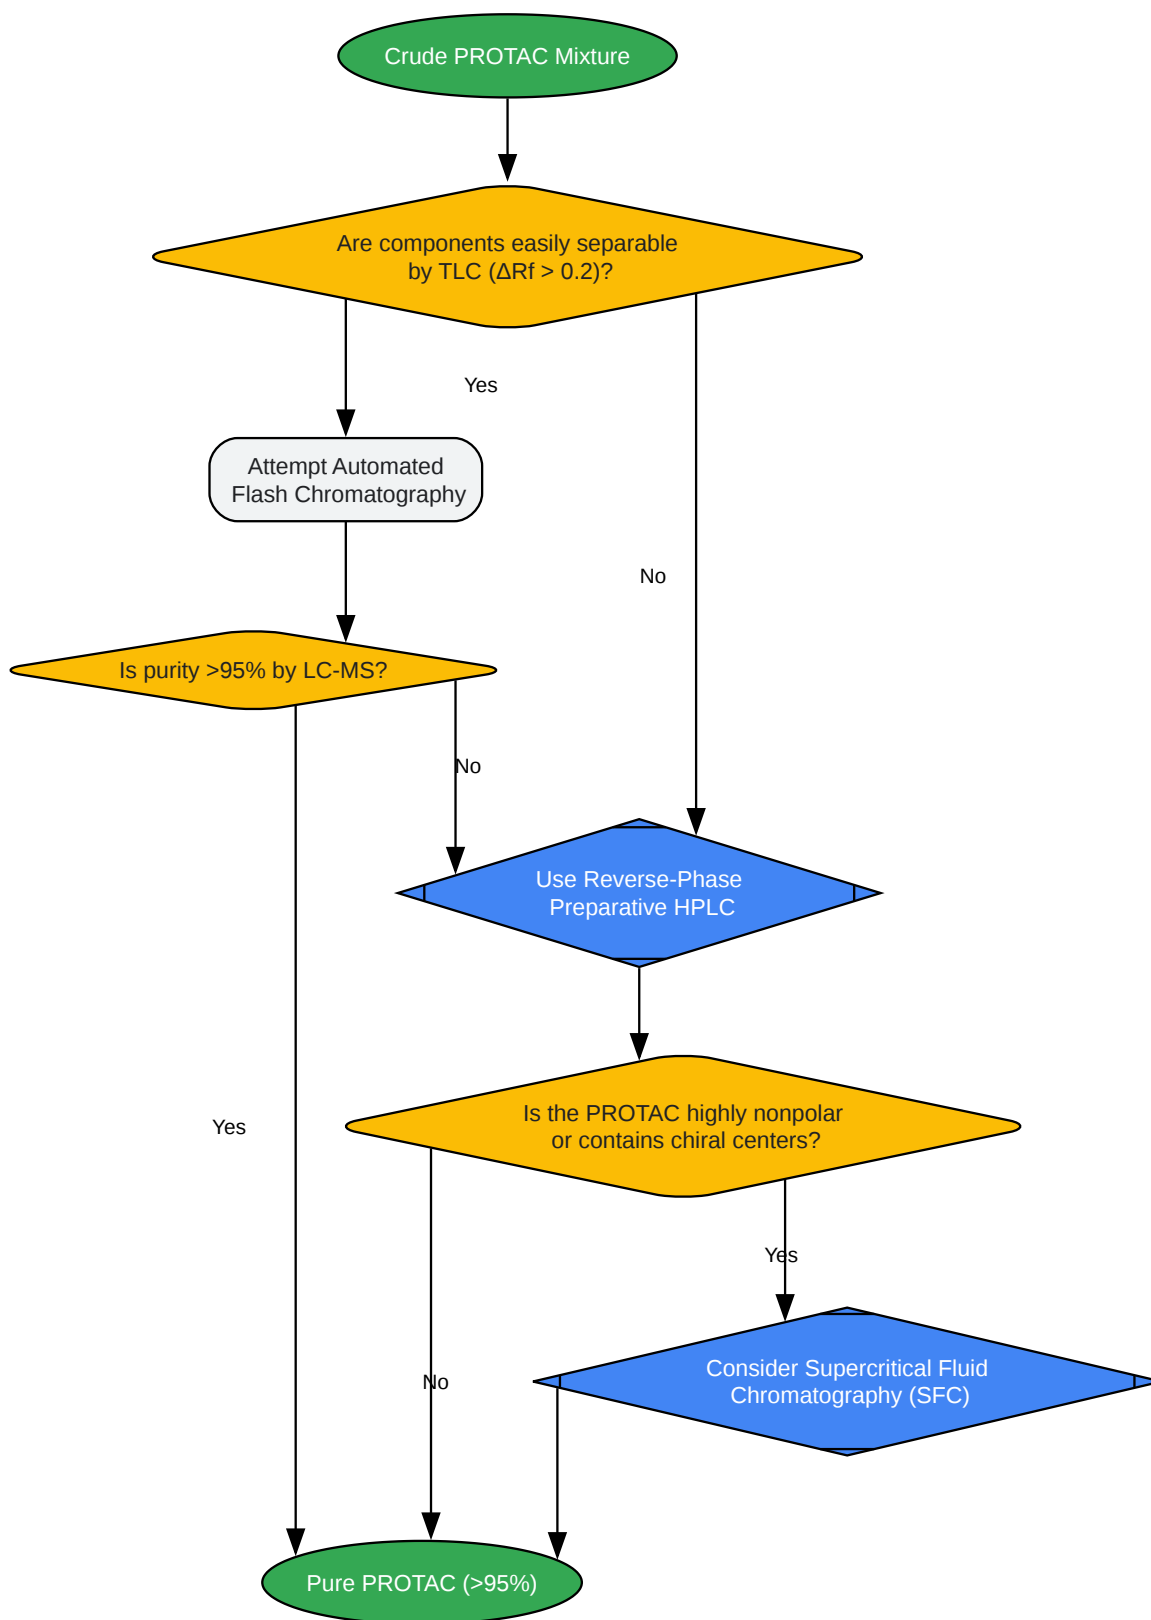 Crude PROTAC Mixture
Are components easily separable
by TLC (ΔRf > 0.2)?
Yes
Attempt Automated
Flash Chromatography
No
Is purity >95% by LC-MS?
No
Use Reverse-Phase
Preparative HPLC
Is the PROTAC highly nonpolar
or contains chiral centers?
Yes
Yes
Consider Supercritical Fluid
Chromatography (SFC)
No
Pure PROTAC (>95%)